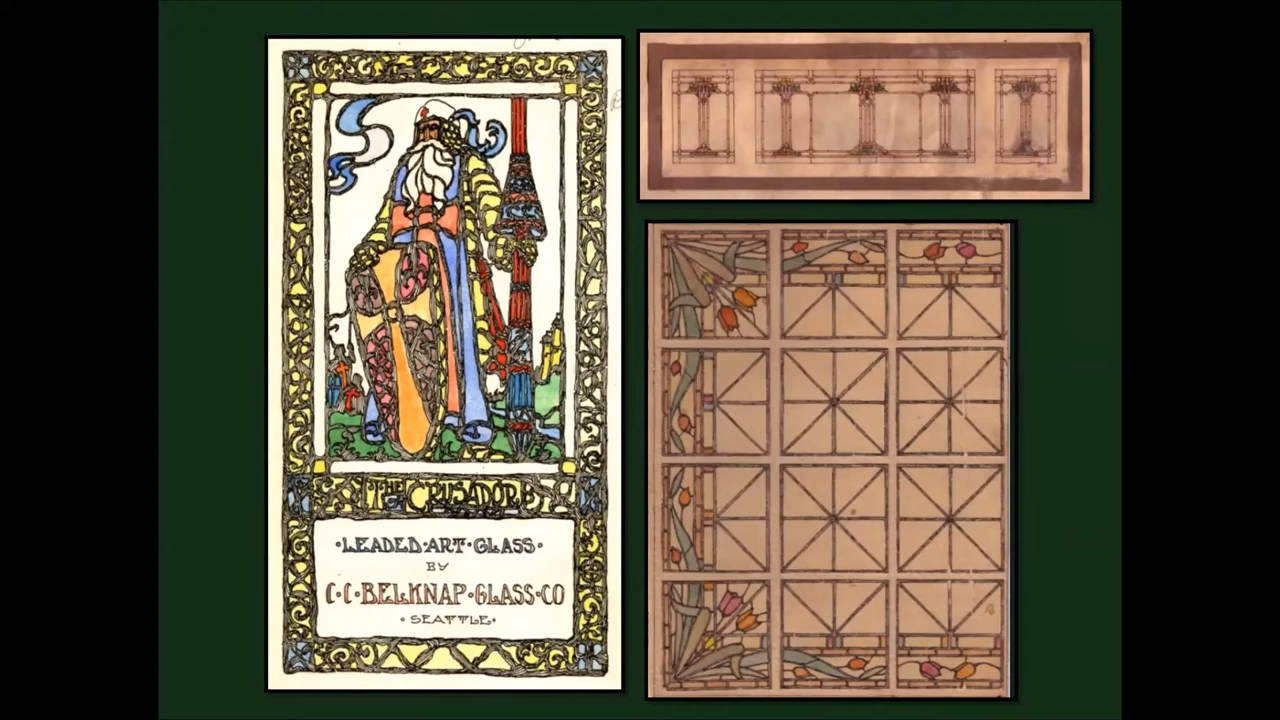 THE CRUSADOR
·LEADED·ART·GLASS·
BY
C·C·BELKNAP·GLASS·CO
·SEATTLE·